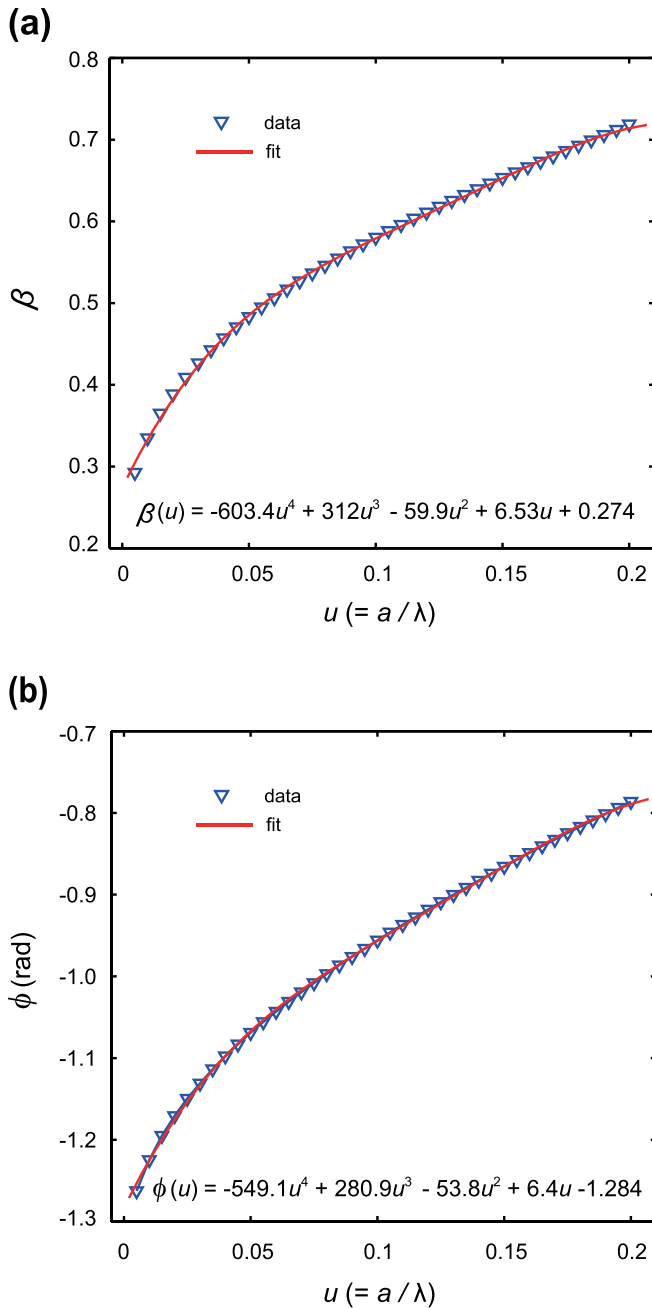 (a)
0.8
0.7
0.6
0.5
0.4
0.3
0.2
β
data
fit
β(u) = -603.4u⁴ + 312u³ - 59.9u² + 6.53u + 0.274
0 0.05 0.1 0.15 0.2
u (= a / λ)
(b)
-0.7
-0.8
-0.9
-1.0
-1.1
-1.2
-1.3
ϕ (rad)
data
fit
ϕ(u) = -549.1u⁴ + 280.9u³ - 53.8u² + 6.4u -1.284
0 0.05 0.1 0.15 0.2
u (= a / λ)